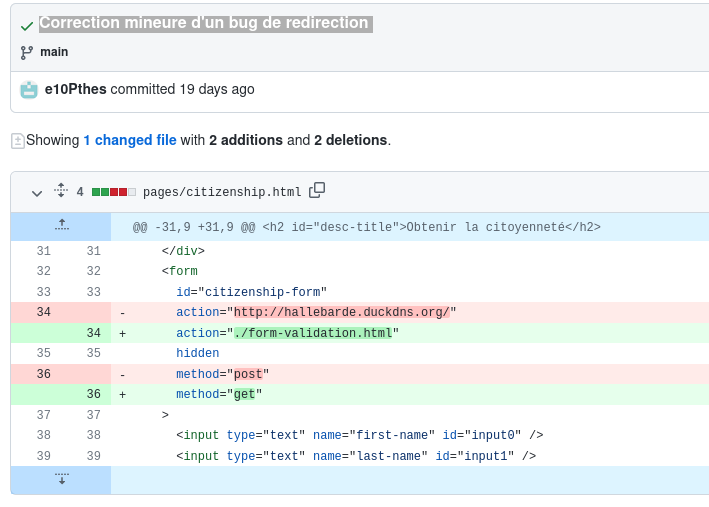 Correction mineure d'un bug de redirection
main
e10Pthes committed 19 days ago
Showing 1 changed file with 2 additions and 2 deletions.
4 pages/citizenship.html
@@ -31,9 +31,9 @@ <h2 id="desc-title">Obtenir la citoyenneté</h2>
31 31 </div>
32 32 <form
33 33 id="citizenship-form"
34 - action="http://hallebarde.duckdns.org/"
34 + action="./form-validation.html"
35 35 hidden
36 - method="post"
36 + method="get"
37 37 >
38 38 <input type="text" name="first-name" id="input0" />
39 39 <input type="text" name="last-name" id="input1" />